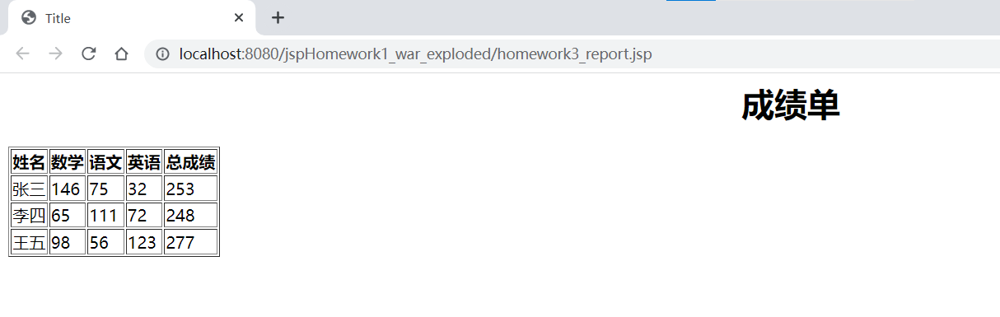 Title
localhost:8080/jspHomework1_war_exploded/homework3_report.jsp
成绩单
姓名 数学 语文 英语 总成绩
张三 146 75 32 253
李四 65 111 72 248
王五 98 56 123 277